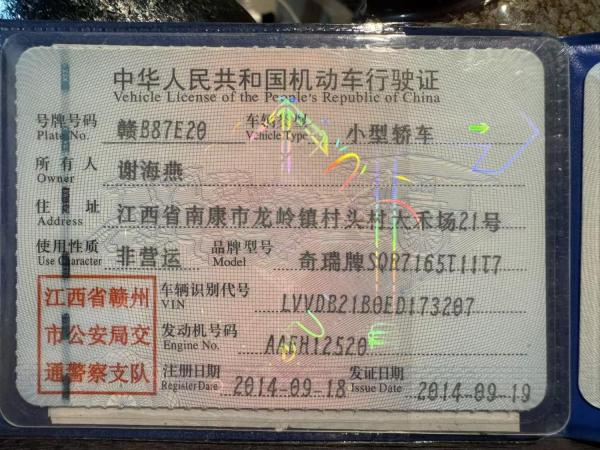 中华人民共和国机动车行驶证
Vehicle License of the People's Republic of China
号牌号码 赣B87E20 车辆类型 小型轿车
Plate No. Vehicle Type
所有人 谢海燕
Owner
住址 江西省南康市龙岭镇村头村大禾场21号
Address
使用性质 非营运 品牌型号 奇瑞牌SQR7165T11T7
Use Character Model
江西省赣州
市公安局交
通警察支队
车辆识别代号 LVVDB21B0ED173207
VIN
发动机号码 AAEH12520
Engine No.
注册日期 2014-09-18 发证日期 2014-09-19
Register Date Issue Date